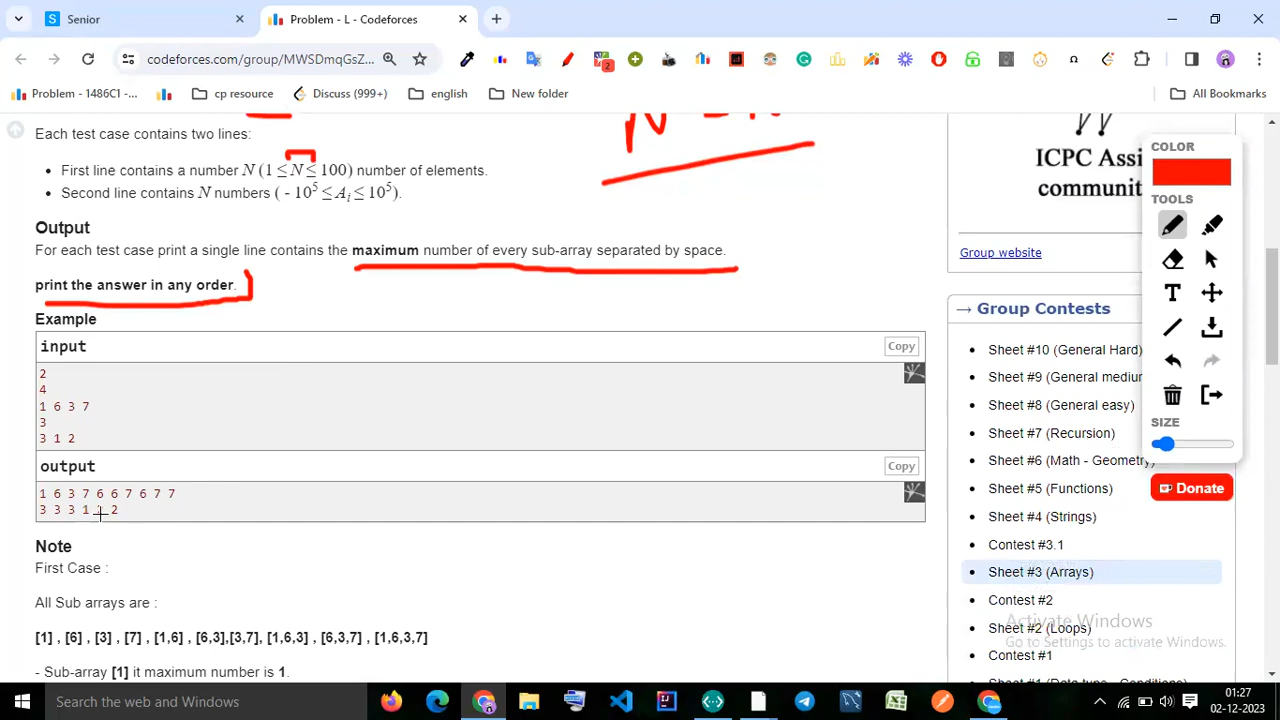 Senior
Problem - L - Codeforces
codeforces.com/group/MWSDmqGsZ...
2
Problem - 1486C1 -
cp resource
Discuss (999+)
english
New folder
All Bookmarks
Each test case contains two lines:
First line contains a number N (1 ≤ N ≤ 100) number of elements.
Second line contains N numbers ( - 10^5 ≤ A_i ≤ 10^5).
Output
For each test case print a single line contains the maximum number of every sub-array separated by space.
print the answer in any order.
Example
input
Copy
2
4
1 6 3 7
3
3 1 2
output
Copy
1 6 3 7 6 6 7 6 7 7
3 3 3 1 2
Note
First Case :
All Sub arrays are :
[1] , [6] , [3] , [7] , [1,6] , [6,3],[3,7], [1,6,3] , [6,3,7] , [1,6,3,7]
- Sub-array [1] it maximum number is 1.
ICPC Assi
communit
Group website
→ Group Contests
Sheet #10 (General Hard)
Sheet #9 (General medium
Sheet #8 (General easy)
Sheet #7 (Recursion)
Sheet #6 (Math - Geometry)
Sheet #5 (Functions)
Sheet #4 (Strings)
Contest #3.1
Sheet #3 (Arrays)
Contest #2
Sheet #2 (Loops)
Contest #1
COLOR
TOOLS
T
SIZE
Donate
Activate Windows
Go to Settings to activate Windows.
Search the web and Windows
01:27
02-12-2023